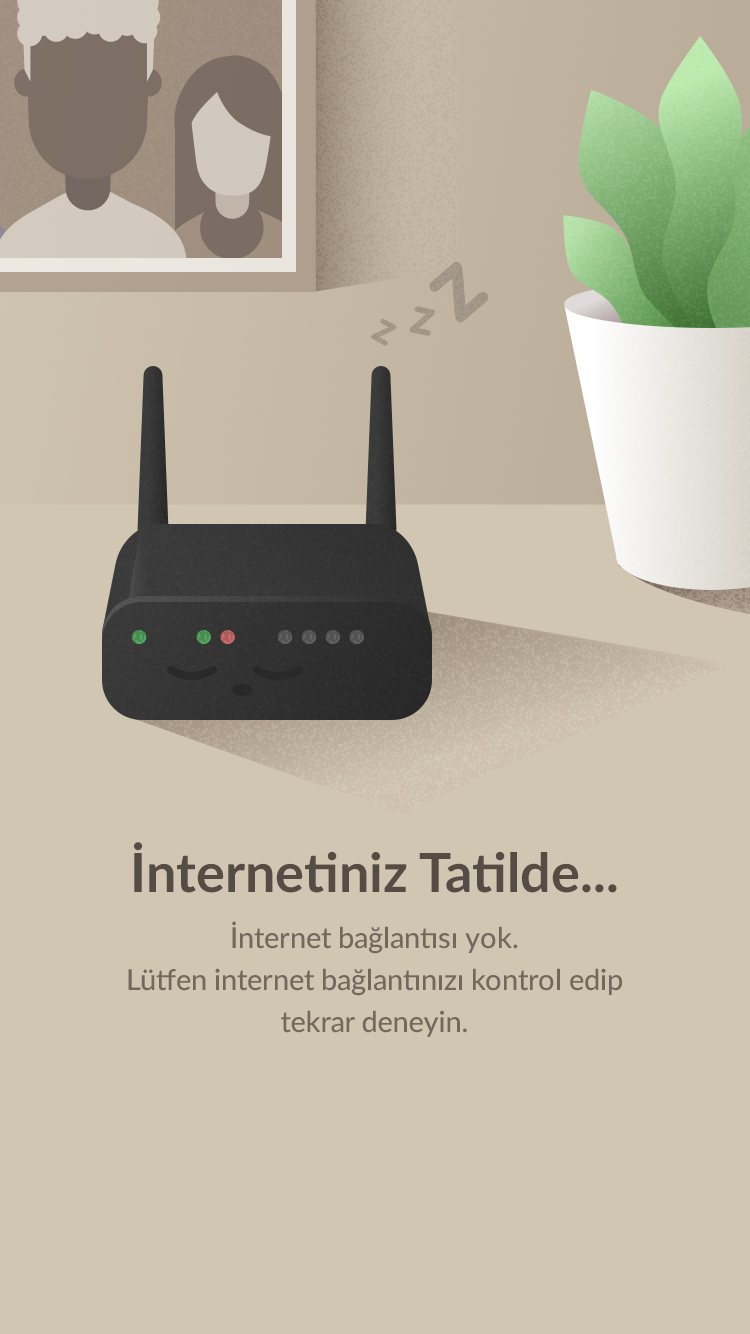 z z Z
İnternetiniz Tatilde...
İnternet bağlantısı yok.
Lütfen internet bağlantınızı kontrol edip
tekrar deneyin.